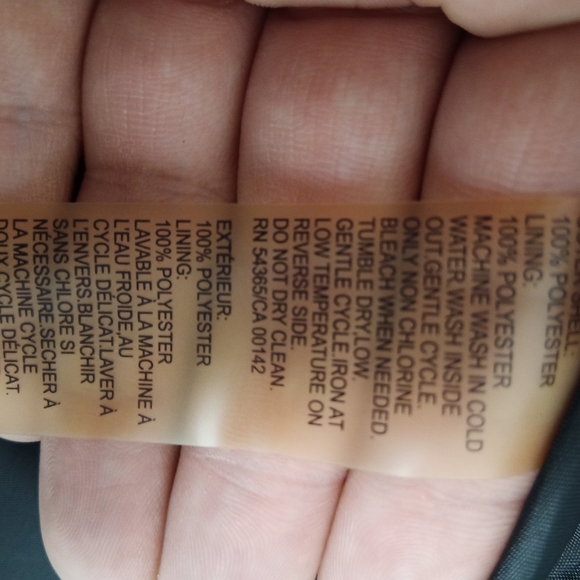 SHELL:
100% POLYESTER
LINING:
100% POLYESTER
MACHINE WASH IN COLD
WATER.WASH INSIDE
OUT.GENTLE CYCLE.
ONLY NON CHLORINE
BLEACH WHEN NEEDED.
TUMBLE DRY,LOW.
GENTLE CYCLE.IRON AT
LOW TEMPERATURE ON
REVERSE SIDE.
DO NOT DRY CLEAN.
RN 54365/CA 00142
EXTÉRIEUR:
100% POLYESTER
LINING:
100% POLYESTER
LAVABLE À LA MACHINE À
L'EAU FROIDE,AU
CYCLE DÉLICAT.LAVER À
L'ENVERS.BLANCHIR
SANS CHLORE SI
NÉCESSAIRE.SECHER À
LA MACHINE CYCLE
DOUX.CYCLE DÉLICAT.